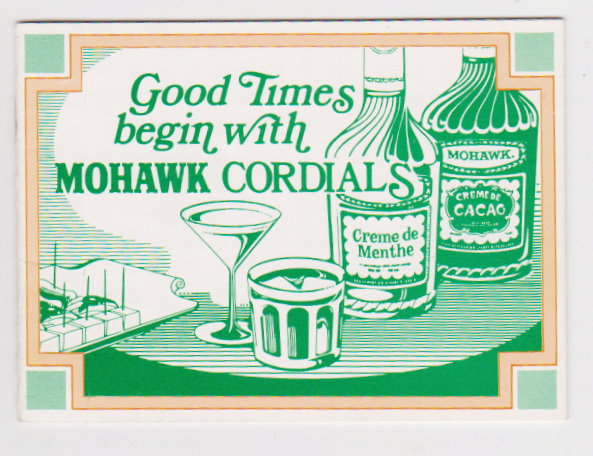 Good Times
begin with
MOHAWK CORDIALS
Creme de
Menthe
MOHAWK
CREME DE
CACAO